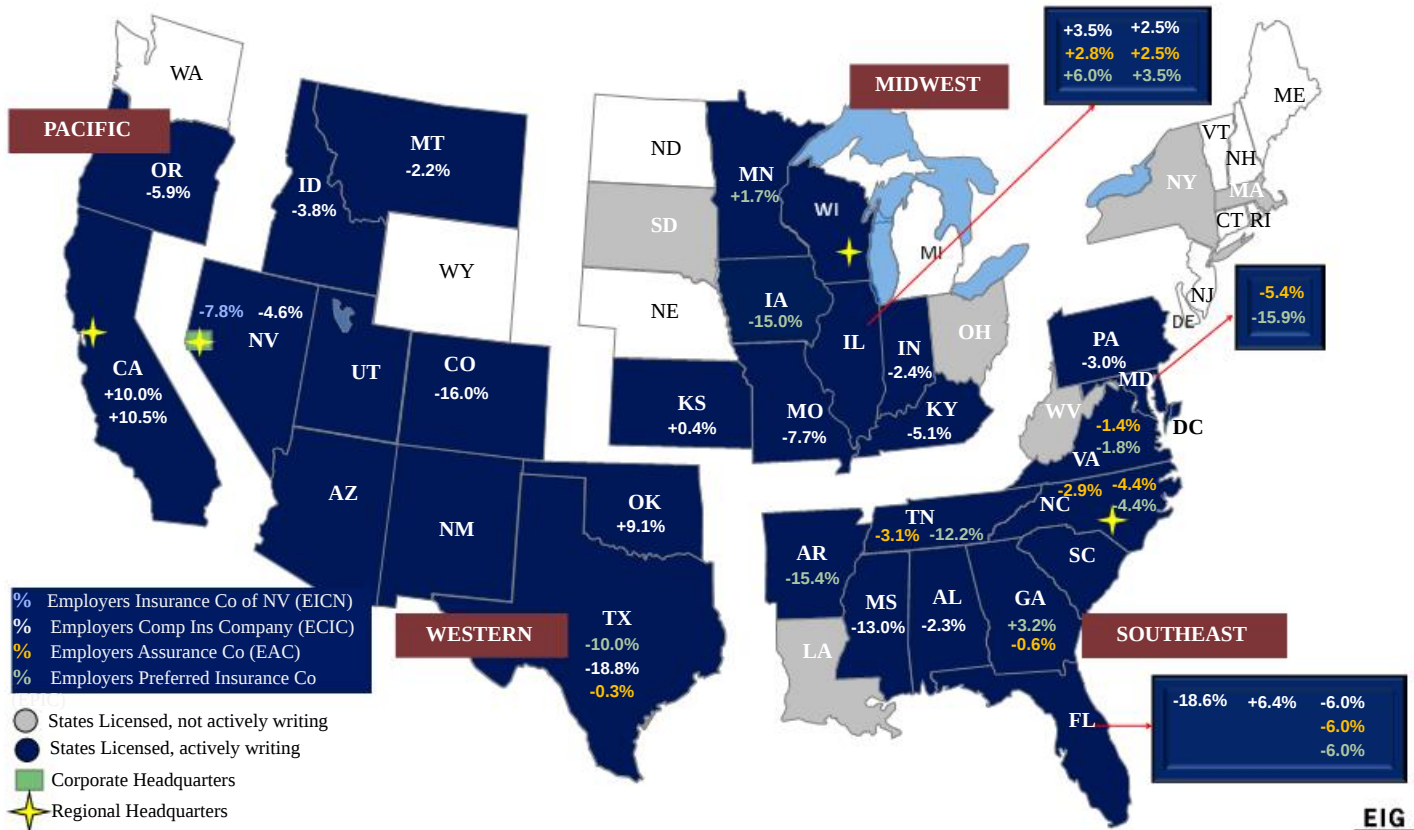 +3.5% +2.5%
+2.8% +2.5%
+6.0% +3.5%
WA
MIDWEST
ME
PACIFIC
VT
MT
ND
NH
OR
-2.2%
MN
NY
-5.9%
ID
+1.7%
MA
-3.8%
WI
SD
CT RI
MI
WY
NJ
-5.4%
-7.8% -4.6%
IA
DE
-15.9%
NE
-15.0%
OH
NV
IL
PA
IN
-3.0%
CA
UT
CO
-2.4%
MD
+10.0%
-16.0%
KS
MO
KY
WV
+10.5%
+0.4%
-7.7%
-5.1%
-1.4%
DC
-1.8%
VA
AZ
OK
-2.9% -4.4%
NC
-4.4%
NM
+9.1%
TN
-3.1% -12.2%
AR
SC
-15.4%
% Employers Insurance Co of NV (EICN)
MS
AL
GA
% Employers Comp Ins Company (ECIC)
TX
-13.0%
-2.3%
+3.2%
WESTERN
-10.0%
-0.6%
SOUTHEAST
% Employers Assurance Co (EAC)
LA
-18.8%
% Employers Preferred Insurance Co
-0.3%
(EPIC)
-18.6% +6.4% -6.0%
States Licensed, not actively writing
FL
-6.0%
States Licensed, actively writing
-6.0%
Corporate Headquarters
Regional Headquarters
EIG